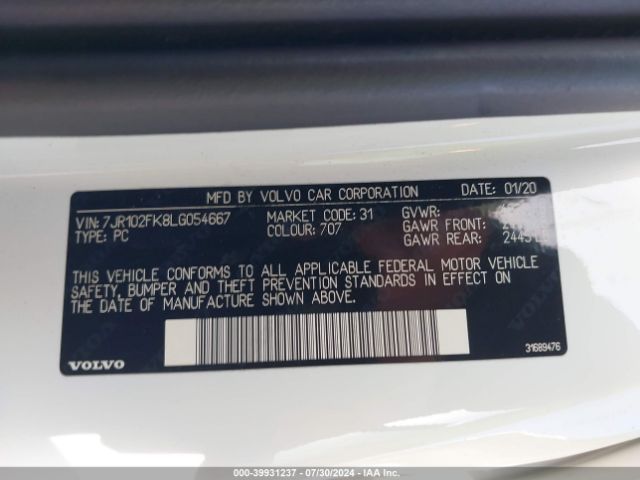 MFD BY VOLVO CAR CORPORATION DATE: 01/20
VIN: 7JR102FK8LG054667 MARKET CODE: 31 GVWR:
TYPE: PC COLOUR: 707 GAWR FRONT:
GAWR REAR:
THIS VEHICLE CONFORMS TO ALL APPLICABLE FEDERAL MOTOR VEHICLE
SAFETY, BUMPER AND THEFT PREVENTION STANDARDS IN EFFECT ON
THE DATE OF MANUFACTURE SHOWN ABOVE.
VOLVO 31689476
000-39931237 - 07/30/2024 - IAA Inc.